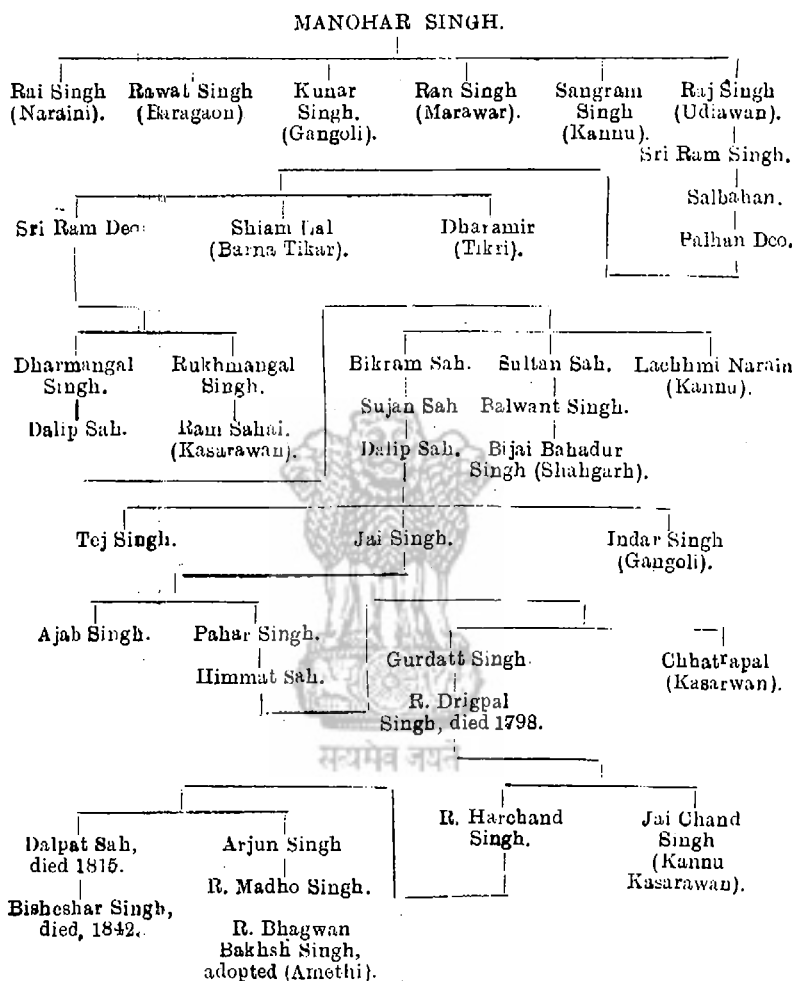 MANOHAR SINGH.
Rai Singh Rawat Singh Kunar Ran Singh Sangram Raj Singh
(Naraini). (Baragaon) Singh. (Marawar). Singh (Udiawan).
(Gangoli). (Kannu).
Sri Ram Singh.
Salbahan.
Sri Ram Deo. Shiam Lal Dharamir
(Barna Tikar). (Tikri). Palhan Deo.
Dharmangal Rukhmangal Bikram Sah. Sultan Sah. Lachhmi Narain
Singh. Singh. (Kannu).
Sujan Sah Balwant Singh.
Dalip Sah. Ram Sahai.
(Kasarawan). Dalip Sah. Bijai Bahadur
Singh (Shahgarh).
Tej Singh. Jai Singh. Indar Singh
(Gangoli).
Ajab Singh. Pahar Singh.
Gurdatt Singh. Chhatrapal
Himmat Sah. (Kasarwan).
R. Drigpal
Singh, died 1798.
सत्यमेव जयते
R. Harchand Jai Chand
Dalpat Sah, Arjun Singh Singh. Singh
died 1815. (Kannu
R. Madho Singh. Kasarawan).
Bisheshar Singh,
died, 1842. R. Bhagwan
Bakhsh Singh,
adopted (Amethi).